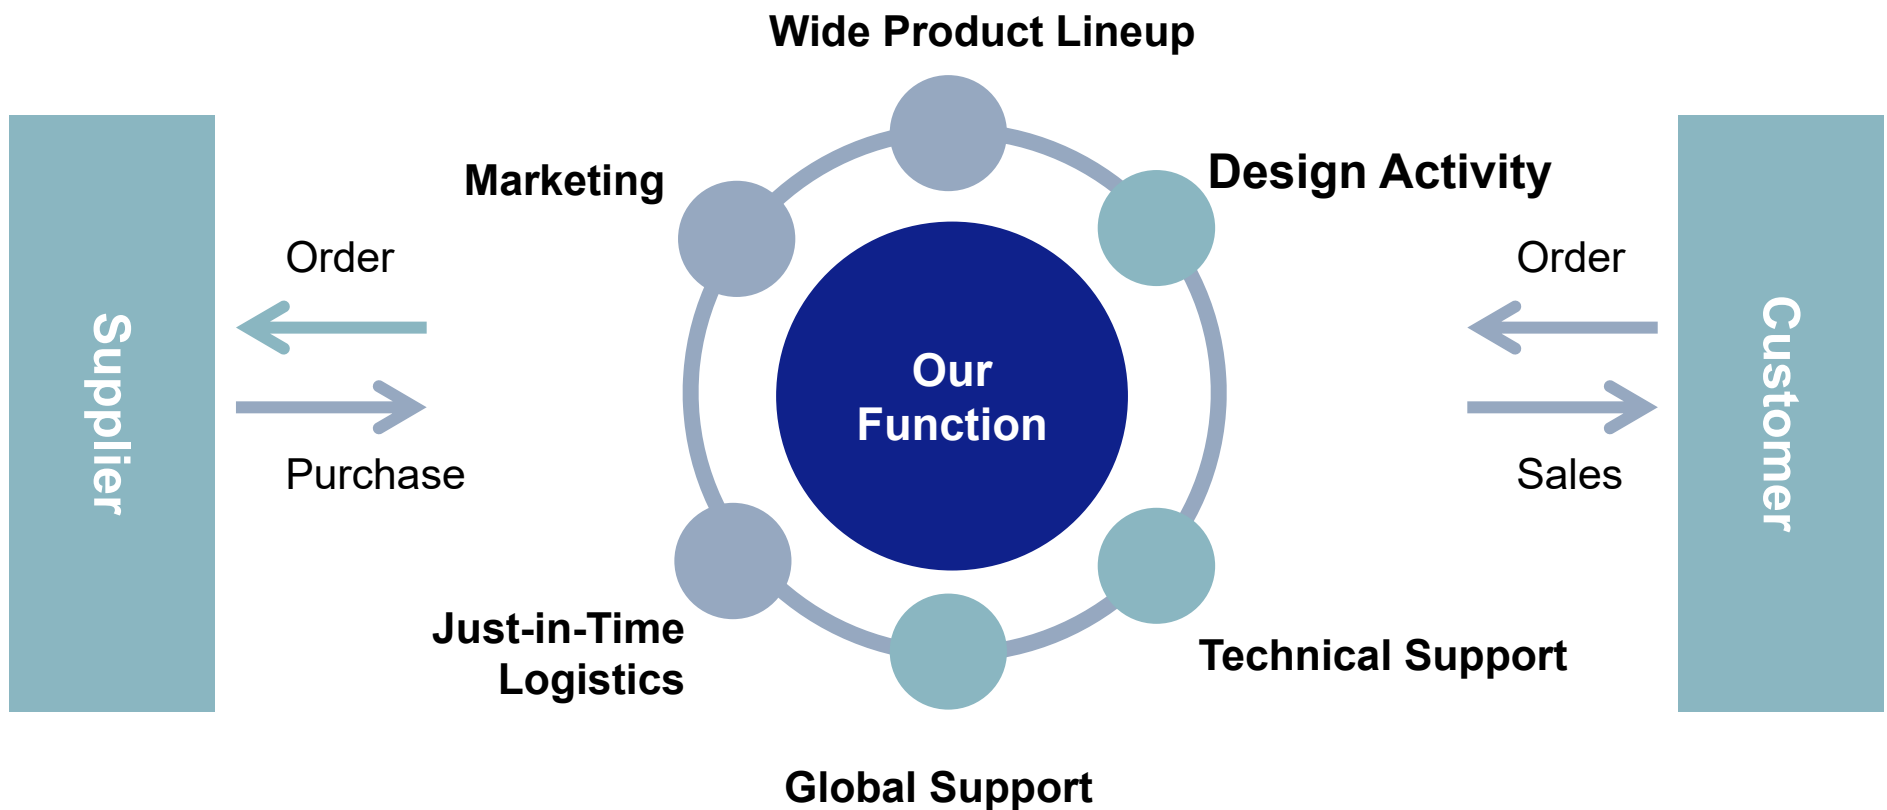 Wide Product Lineup
Marketing
Design Activity
Order
Order
Supplier
Our
Function
Customer
Purchase
Sales
Just-in-Time
Logistics
Technical Support
Global Support